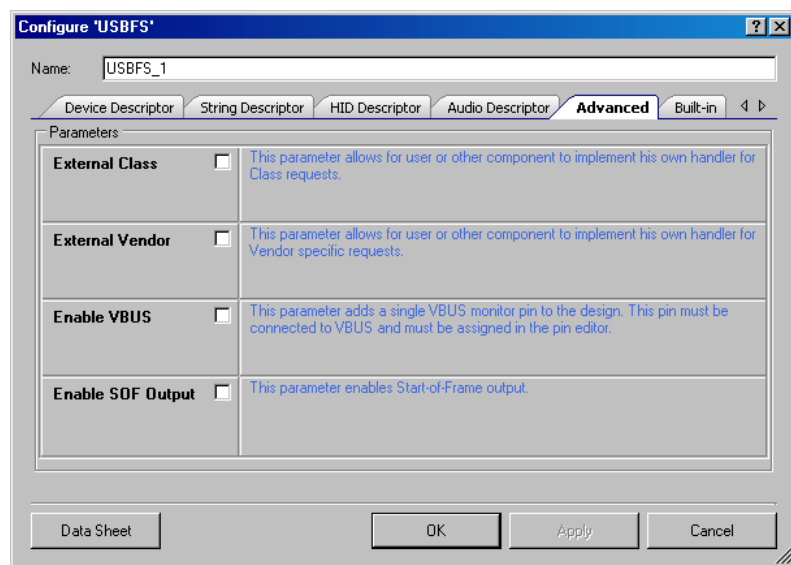 Configure 'USBFS'
Name: USBFS_1
Device Descriptor String Descriptor HID Descriptor Audio Descriptor Advanced Built-in
Parameters
External Class This parameter allows for user or other component to implement his own handler for
Class requests.
External Vendor This parameter allows for user or other component to implement his own handler for
Vendor specific requests.
Enable VBUS This parameter adds a single VBUS monitor pin to the design. This pin must be
connected to VBUS and must be assigned in the pin editor.
Enable SOF Output This parameter enables Start-of-Frame output.
Data Sheet OK Apply Cancel